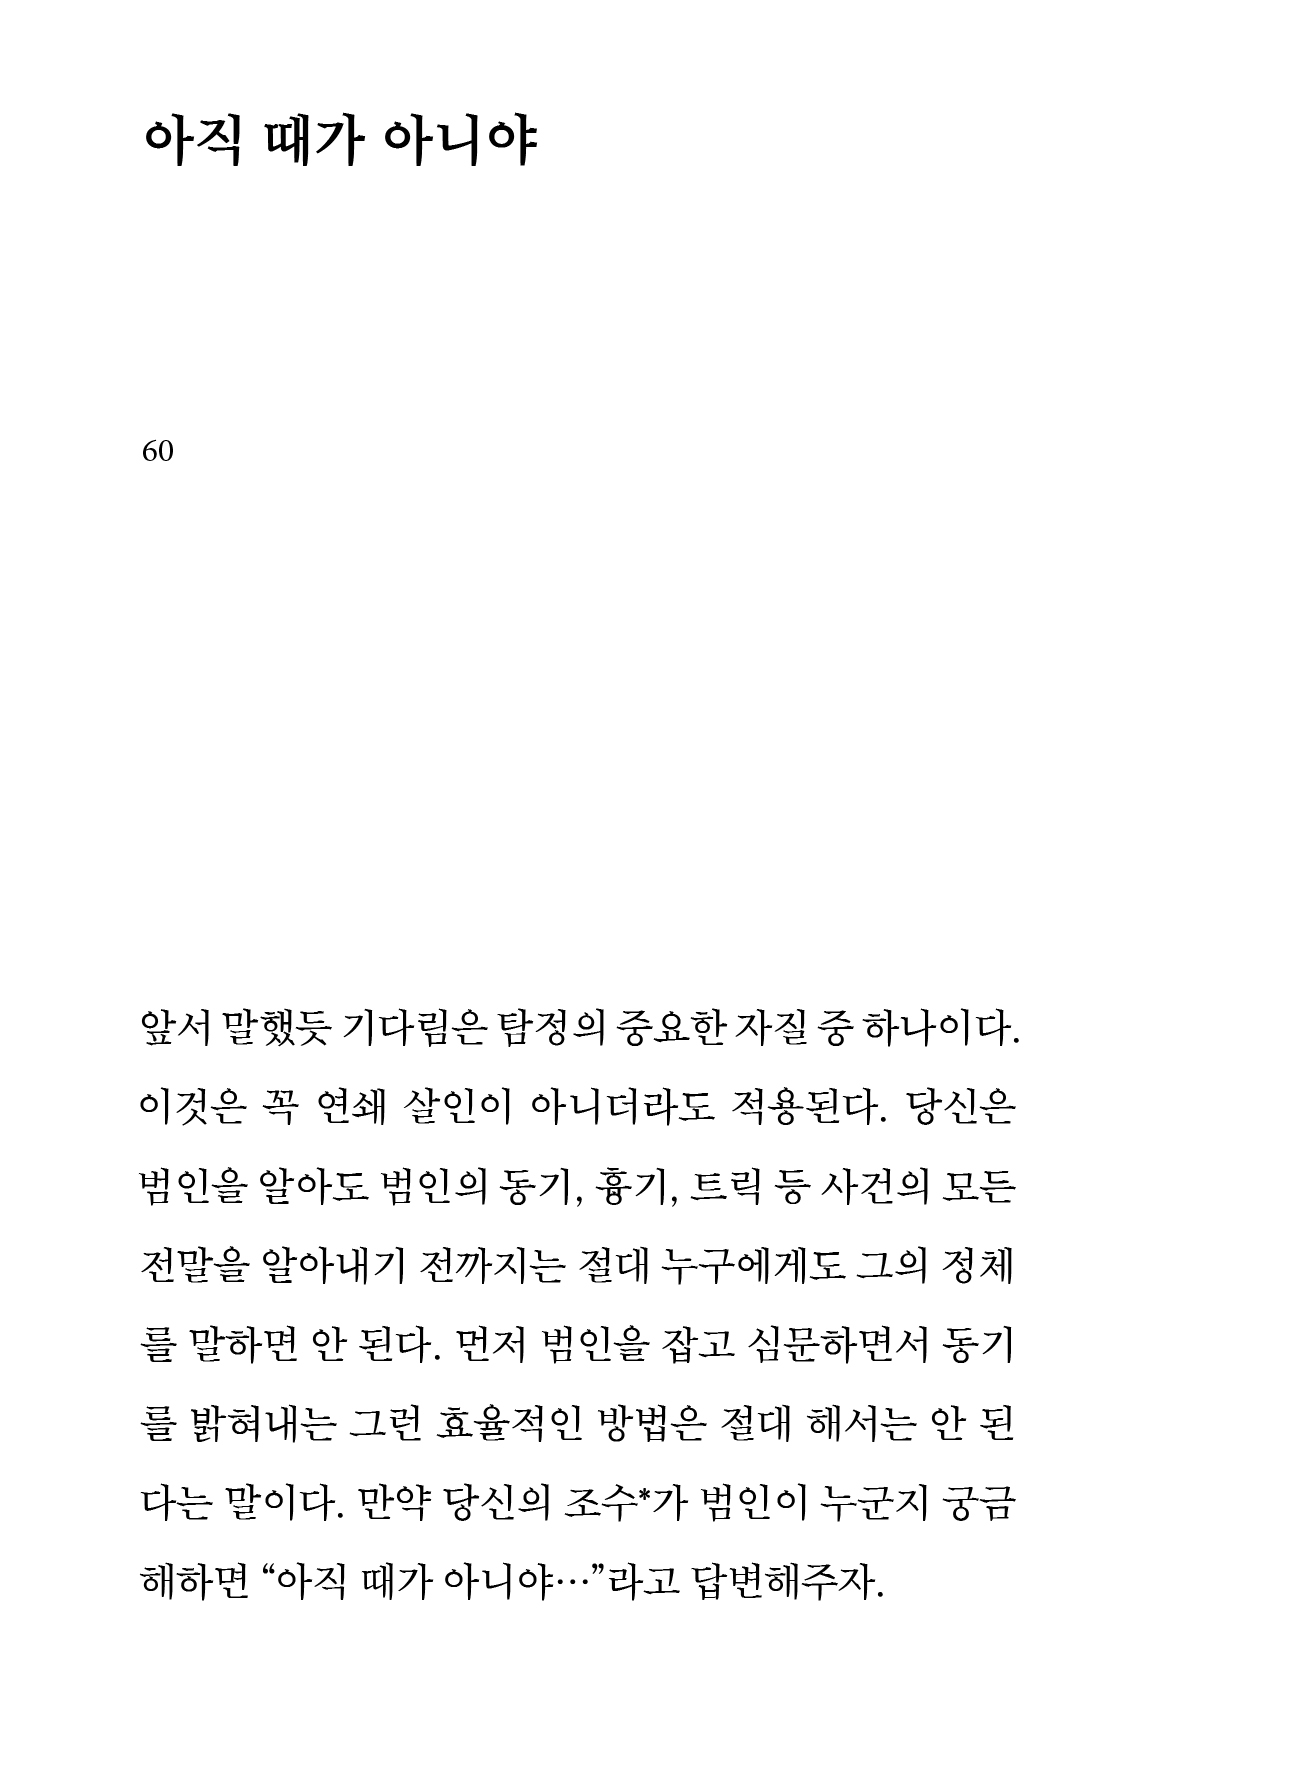 아직 때가 아니야
60
앞서 말했듯 기다림은 탐정의 중요한 자질 중 하나이다.
이것은 꼭 연쇄 살인이 아니더라도 적용된다. 당신은
범인을 알아도 범인의 동기, 흉기, 트릭 등 사건의 모든
전말을 알아내기 전까지는 절대 누구에게도 그의 정체
를 말하면 안 된다. 먼저 범인을 잡고 심문하면서 동기
를 밝혀내는 그런 효율적인 방법은 절대 해서는 안 된
다는 말이다. 만약 당신의 조수*가 범인이 누군지 궁금
해하면 “아직 때가 아니야…”라고 답변해주자.